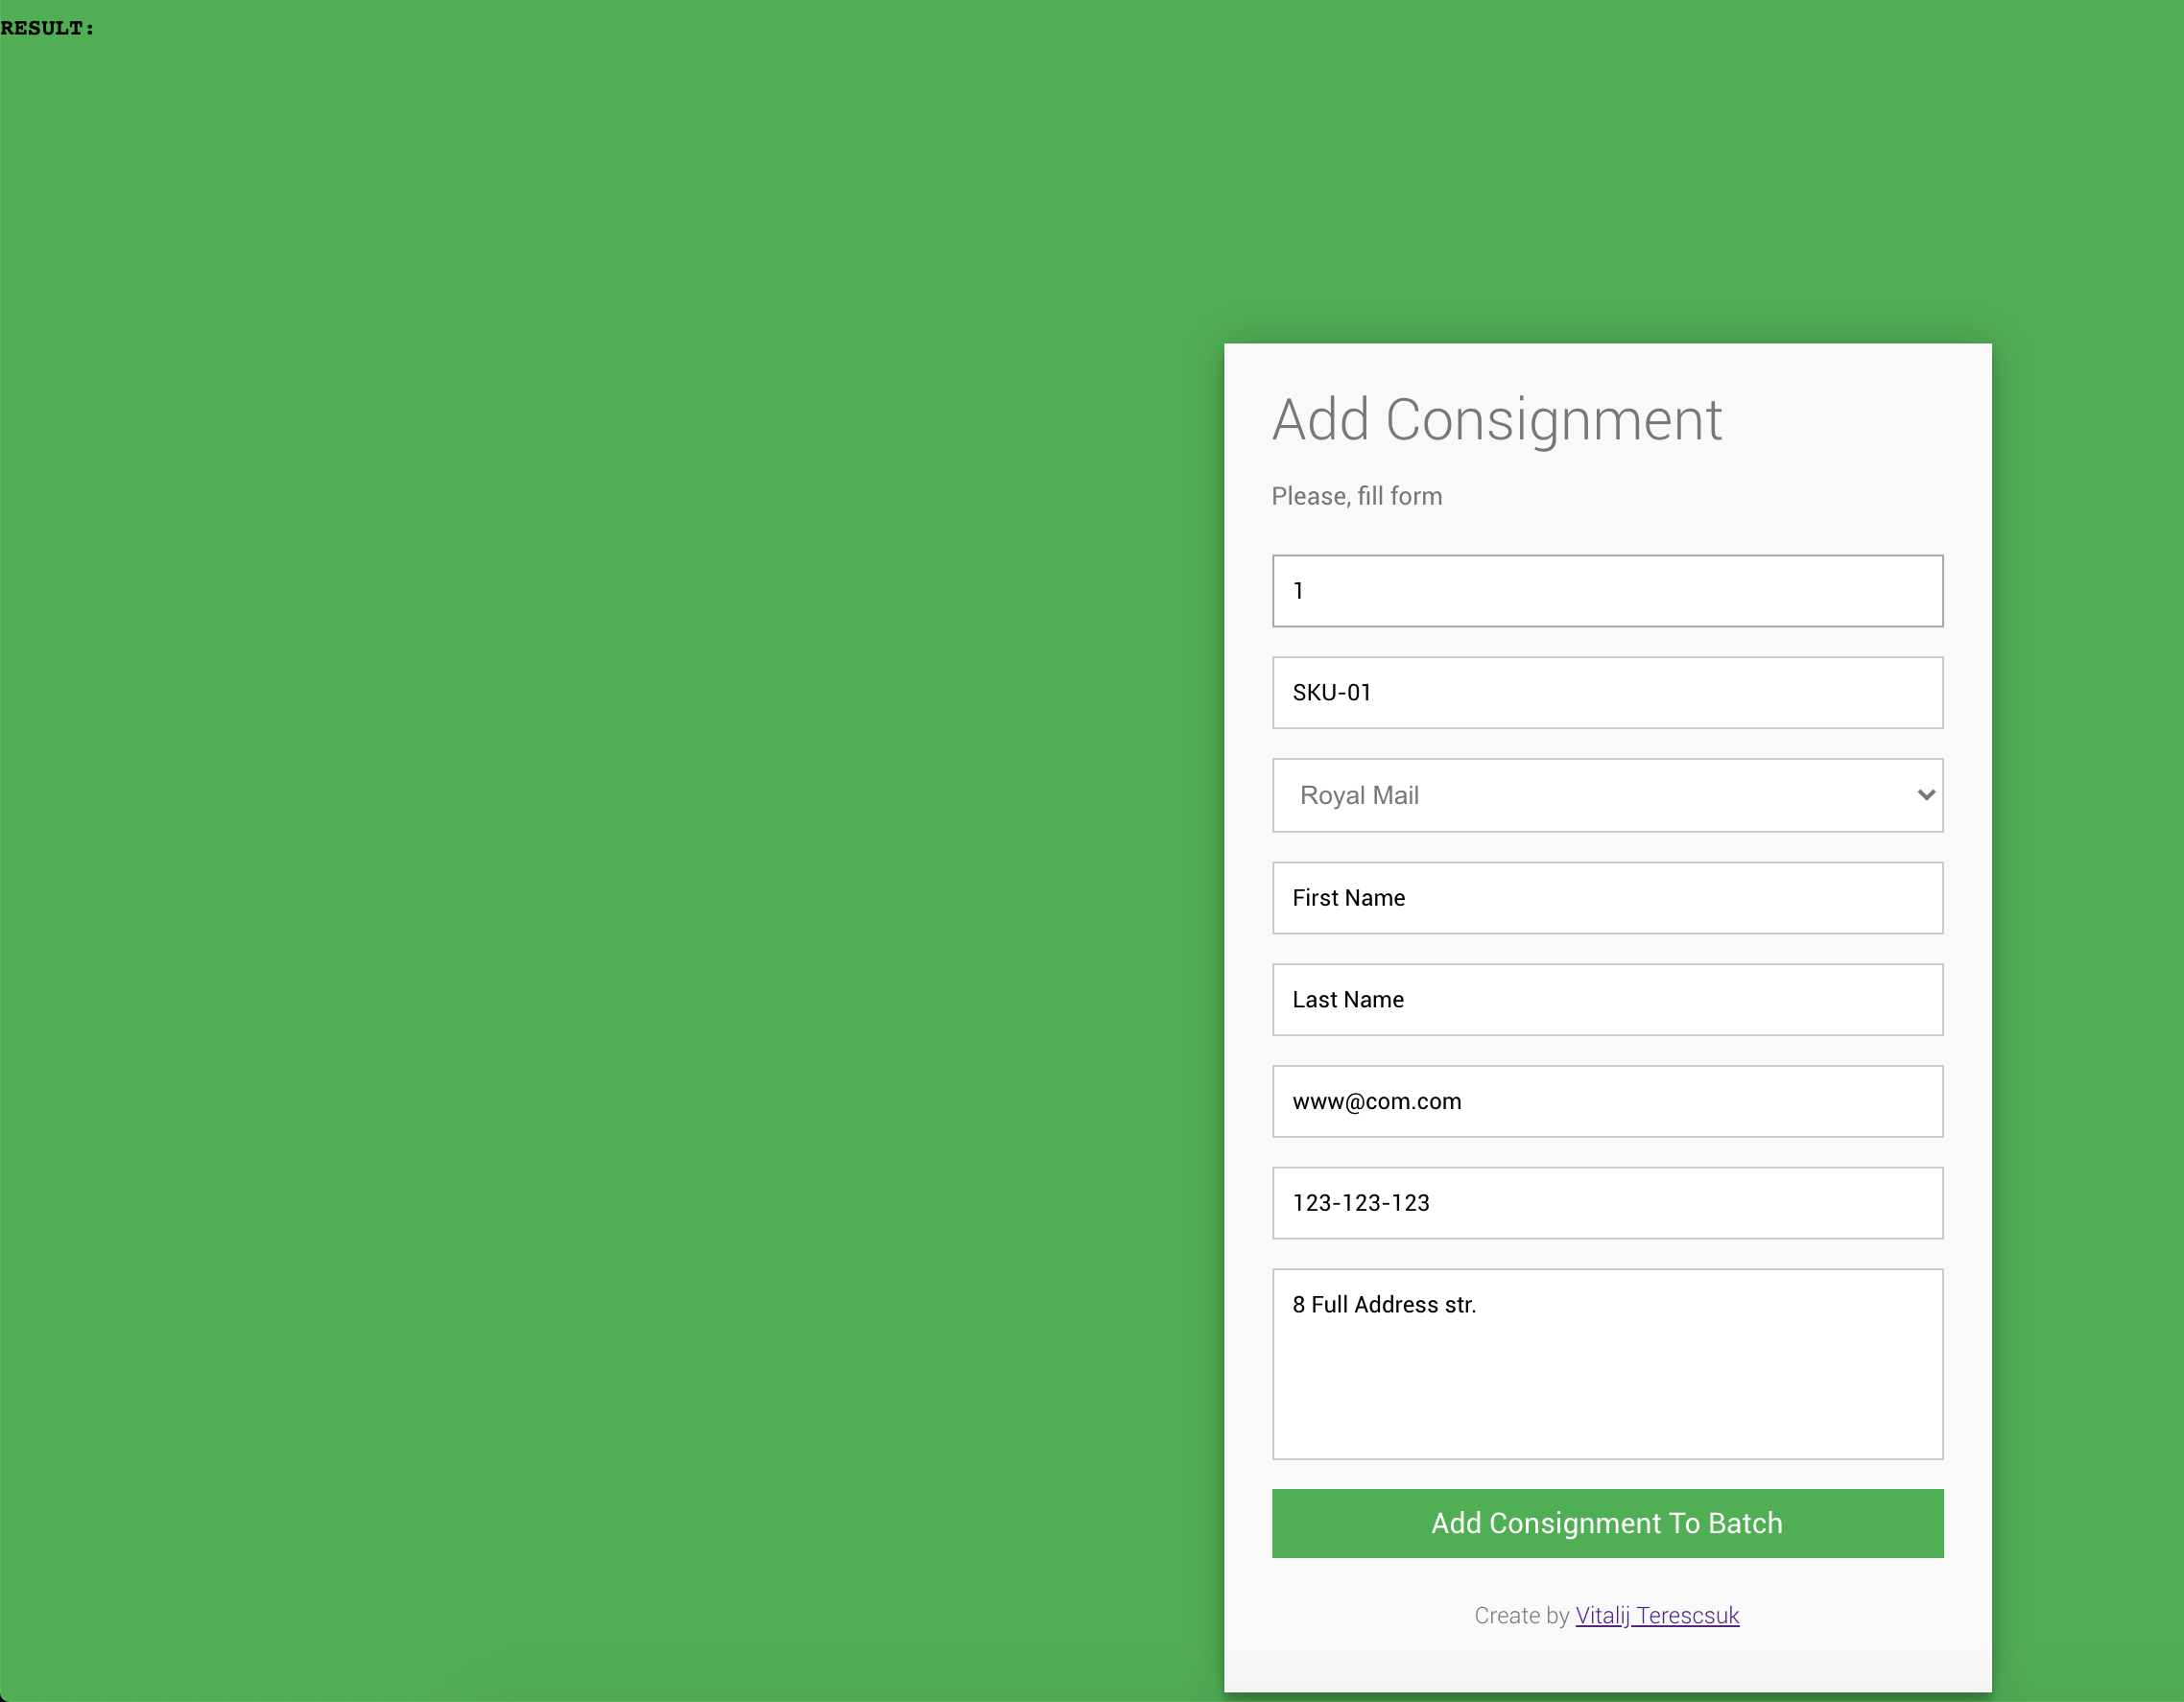 RESULT:
Add Consignment
Please, fill form
1
SKU-01
Royal Mail
First Name
Last Name
www@com.com
123-123-123
8 Full Address str.
Add Consignment To Batch
Create by Vitalij Terescsuk